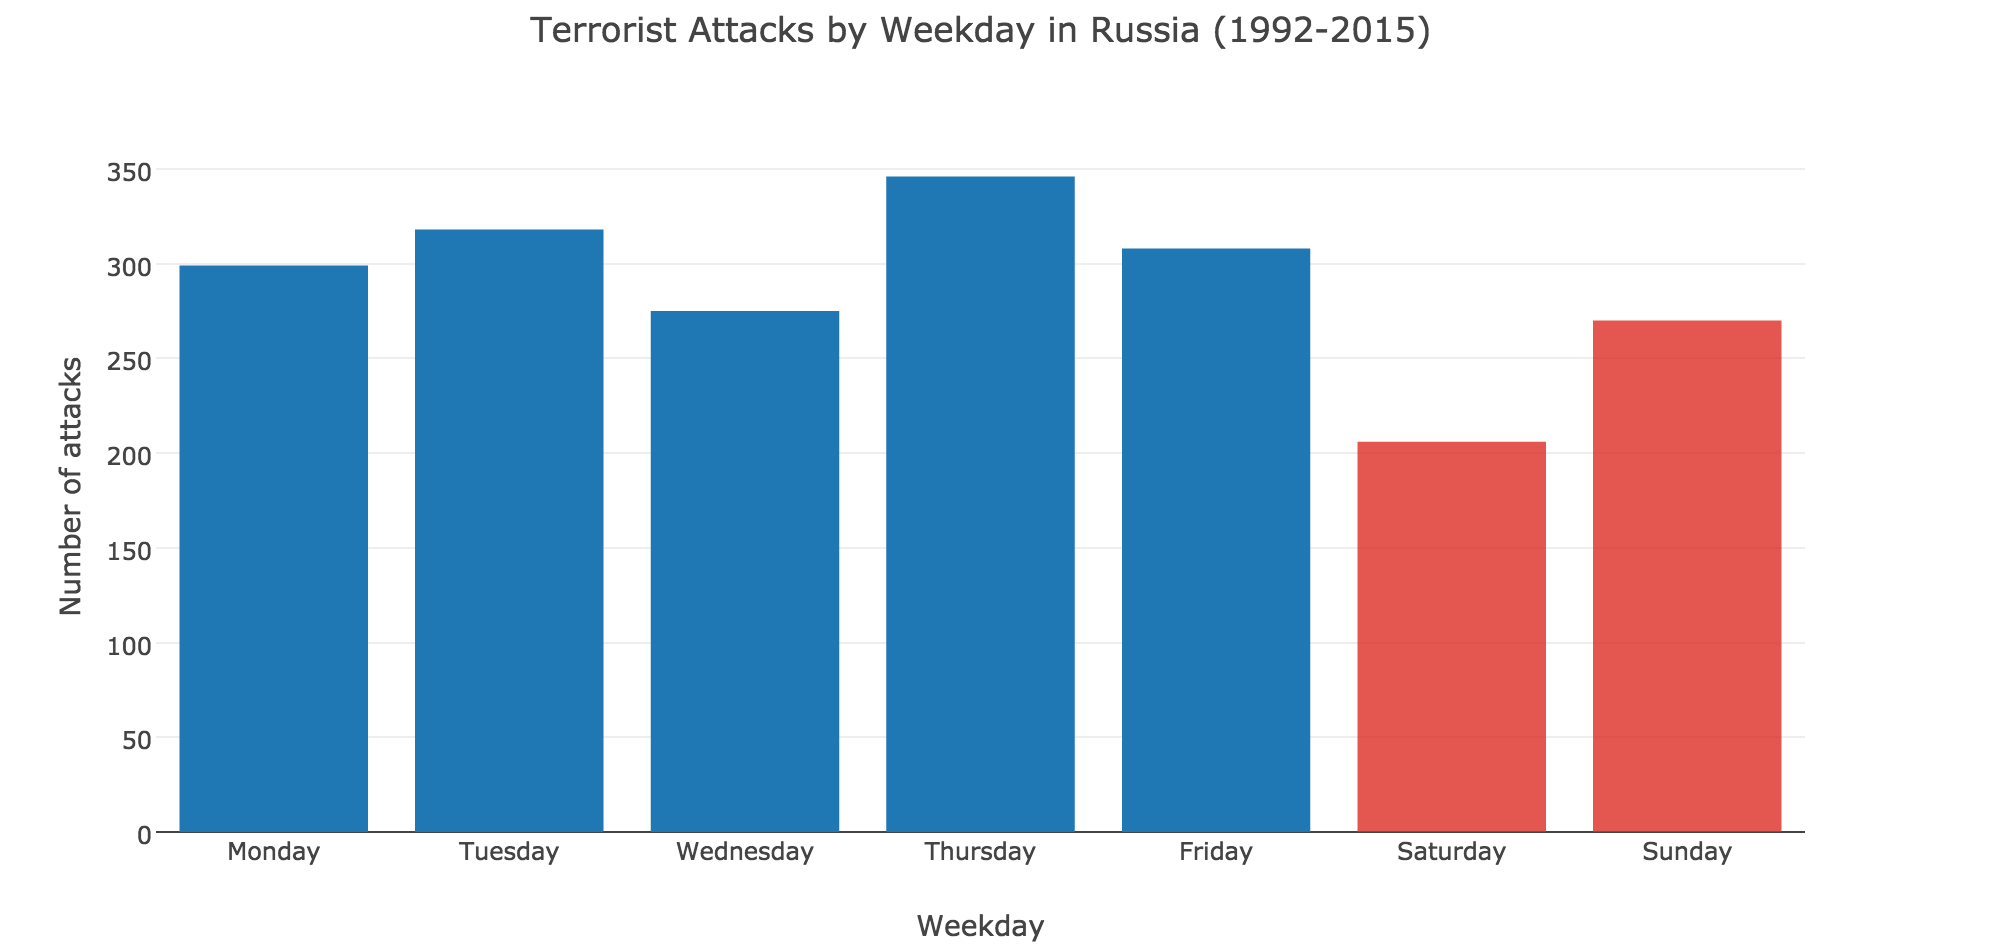 Terrorist Attacks by Weekday in Russia (1992-2015)
350
300
250
200
150
100
50
0
Number of attacks
Monday Tuesday Wednesday Thursday Friday Saturday Sunday
Weekday